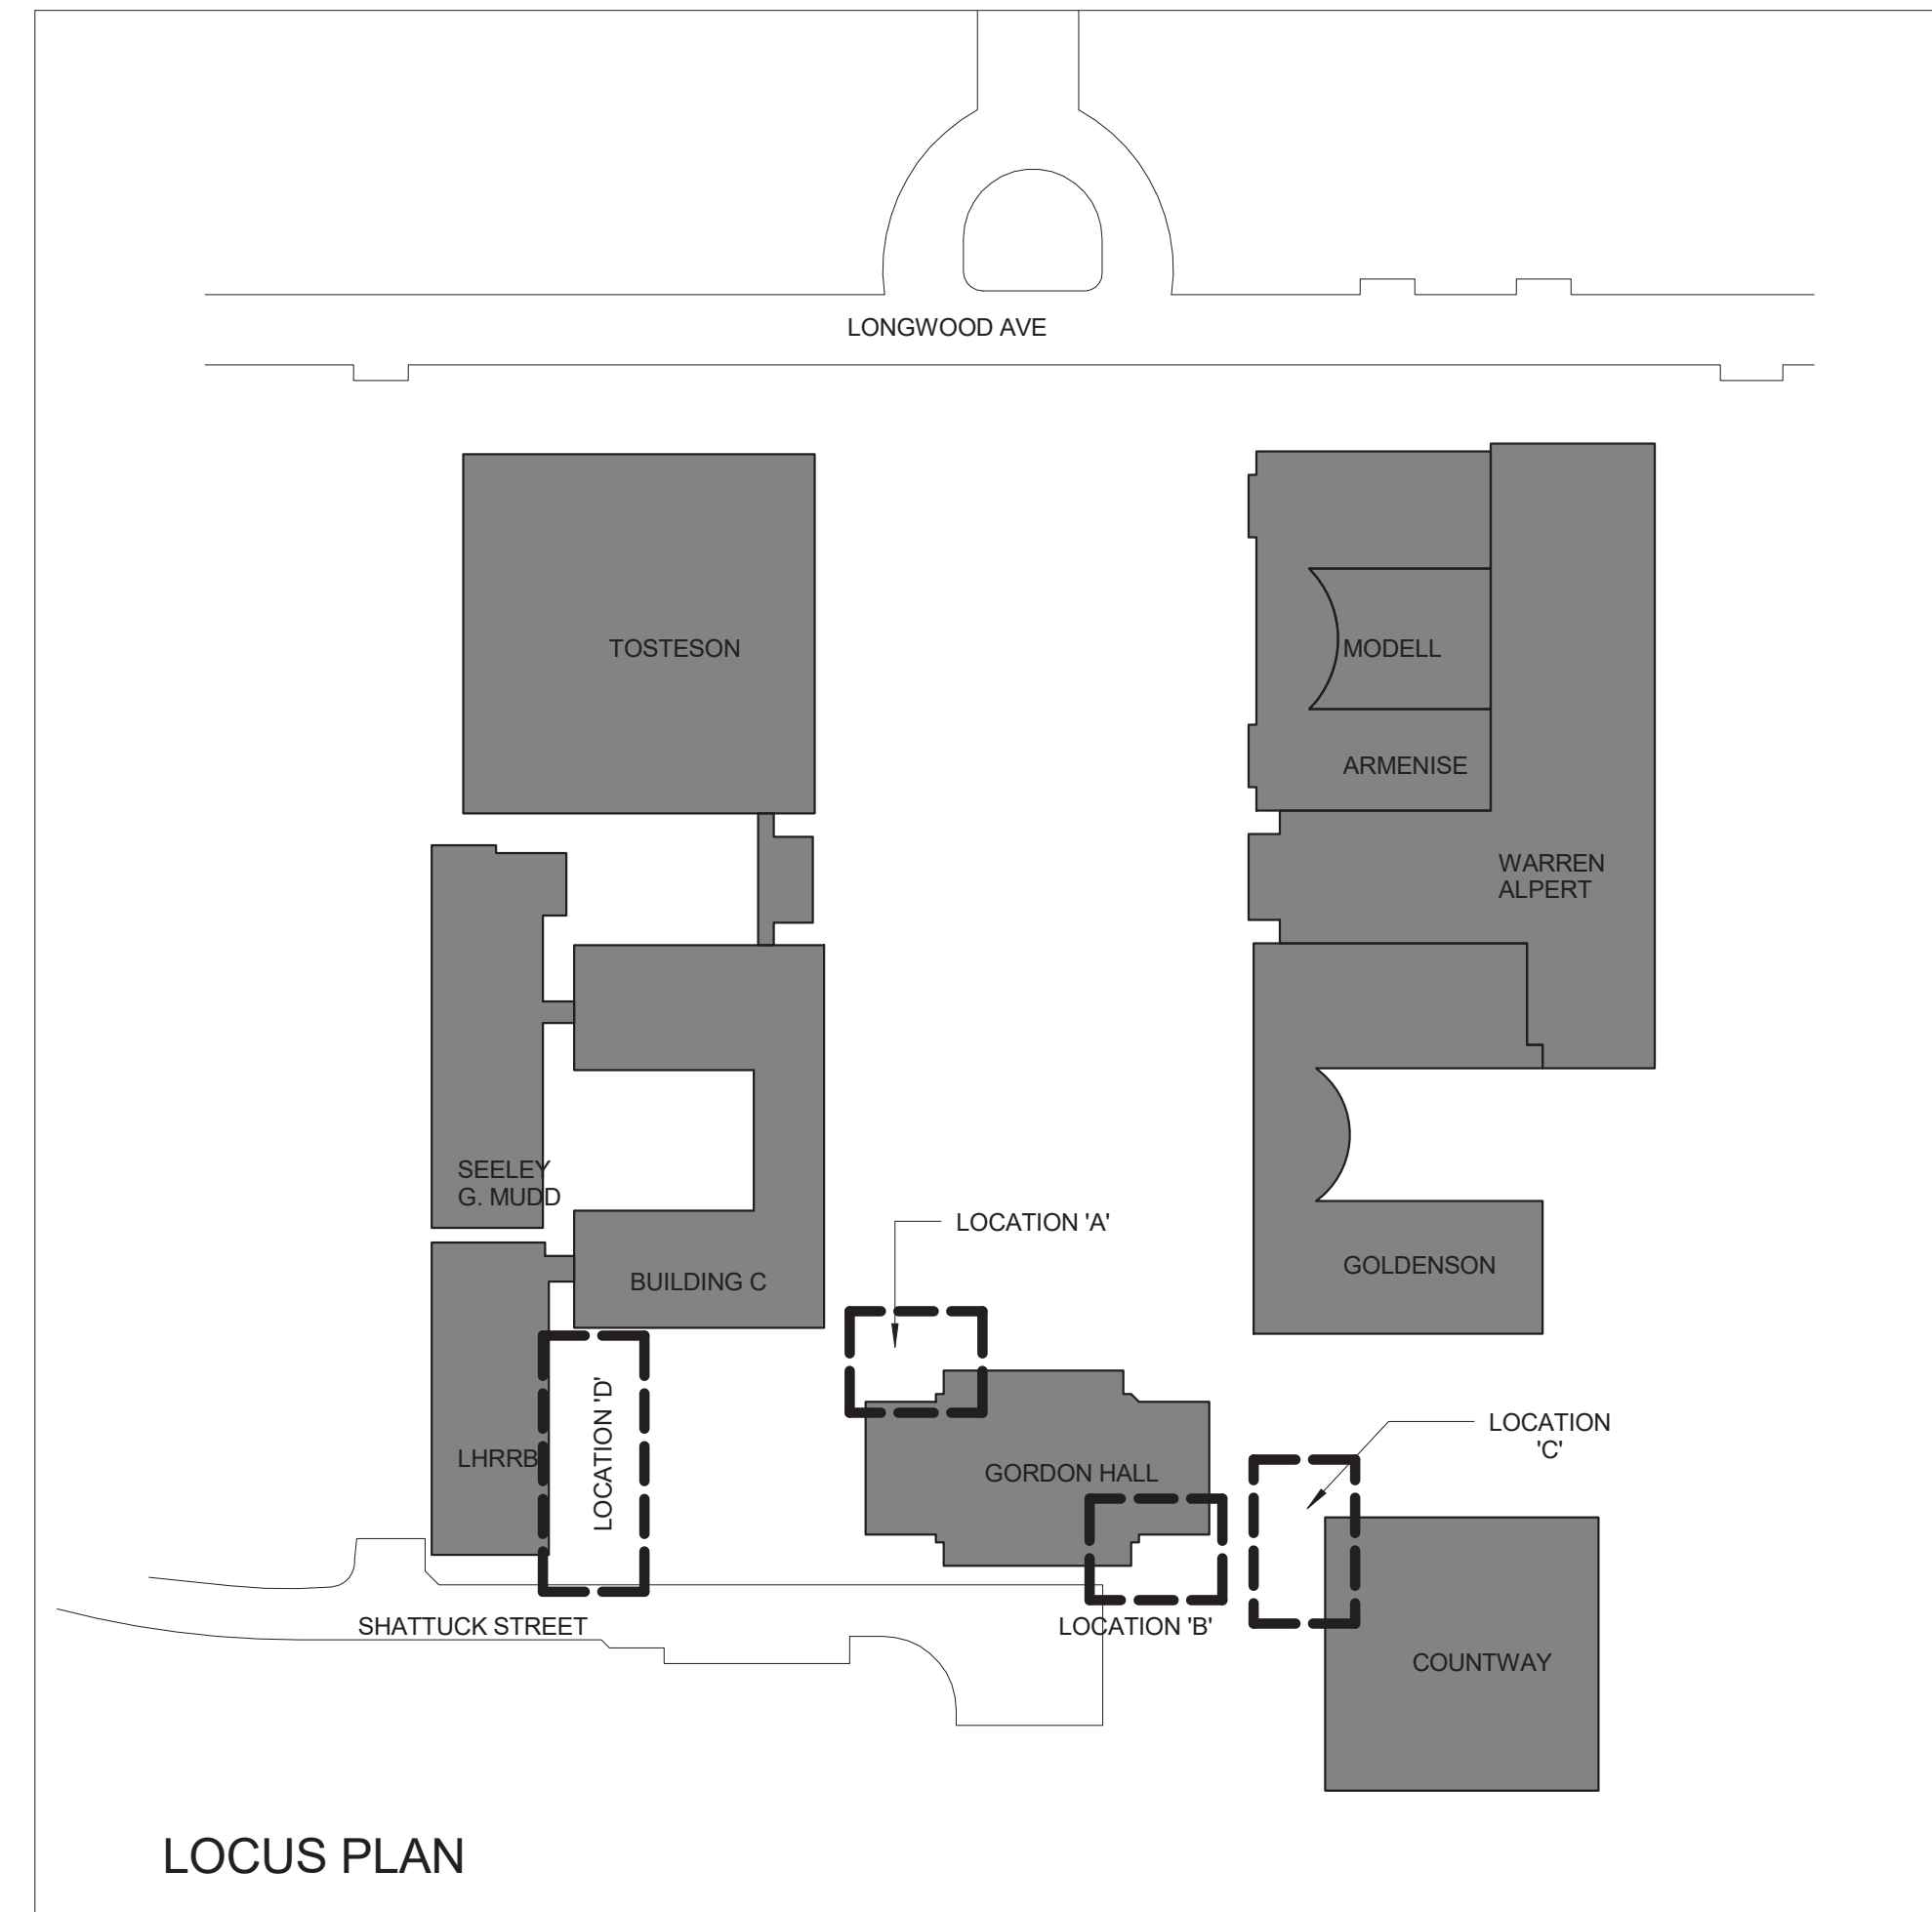 LONGWOOD AVE
TOSTESON
MODELL
ARMENISE
WARREN
ALPERT
SEELEY
G. MUDD
LOCATION 'A'
BUILDING C
GOLDENSON
LOCATION 'D'
LOCATION
'C'
LHRRB
GORDON HALL
SHATTUCK STREET
LOCATION 'B'
COUNTWAY
LOCUS PLAN